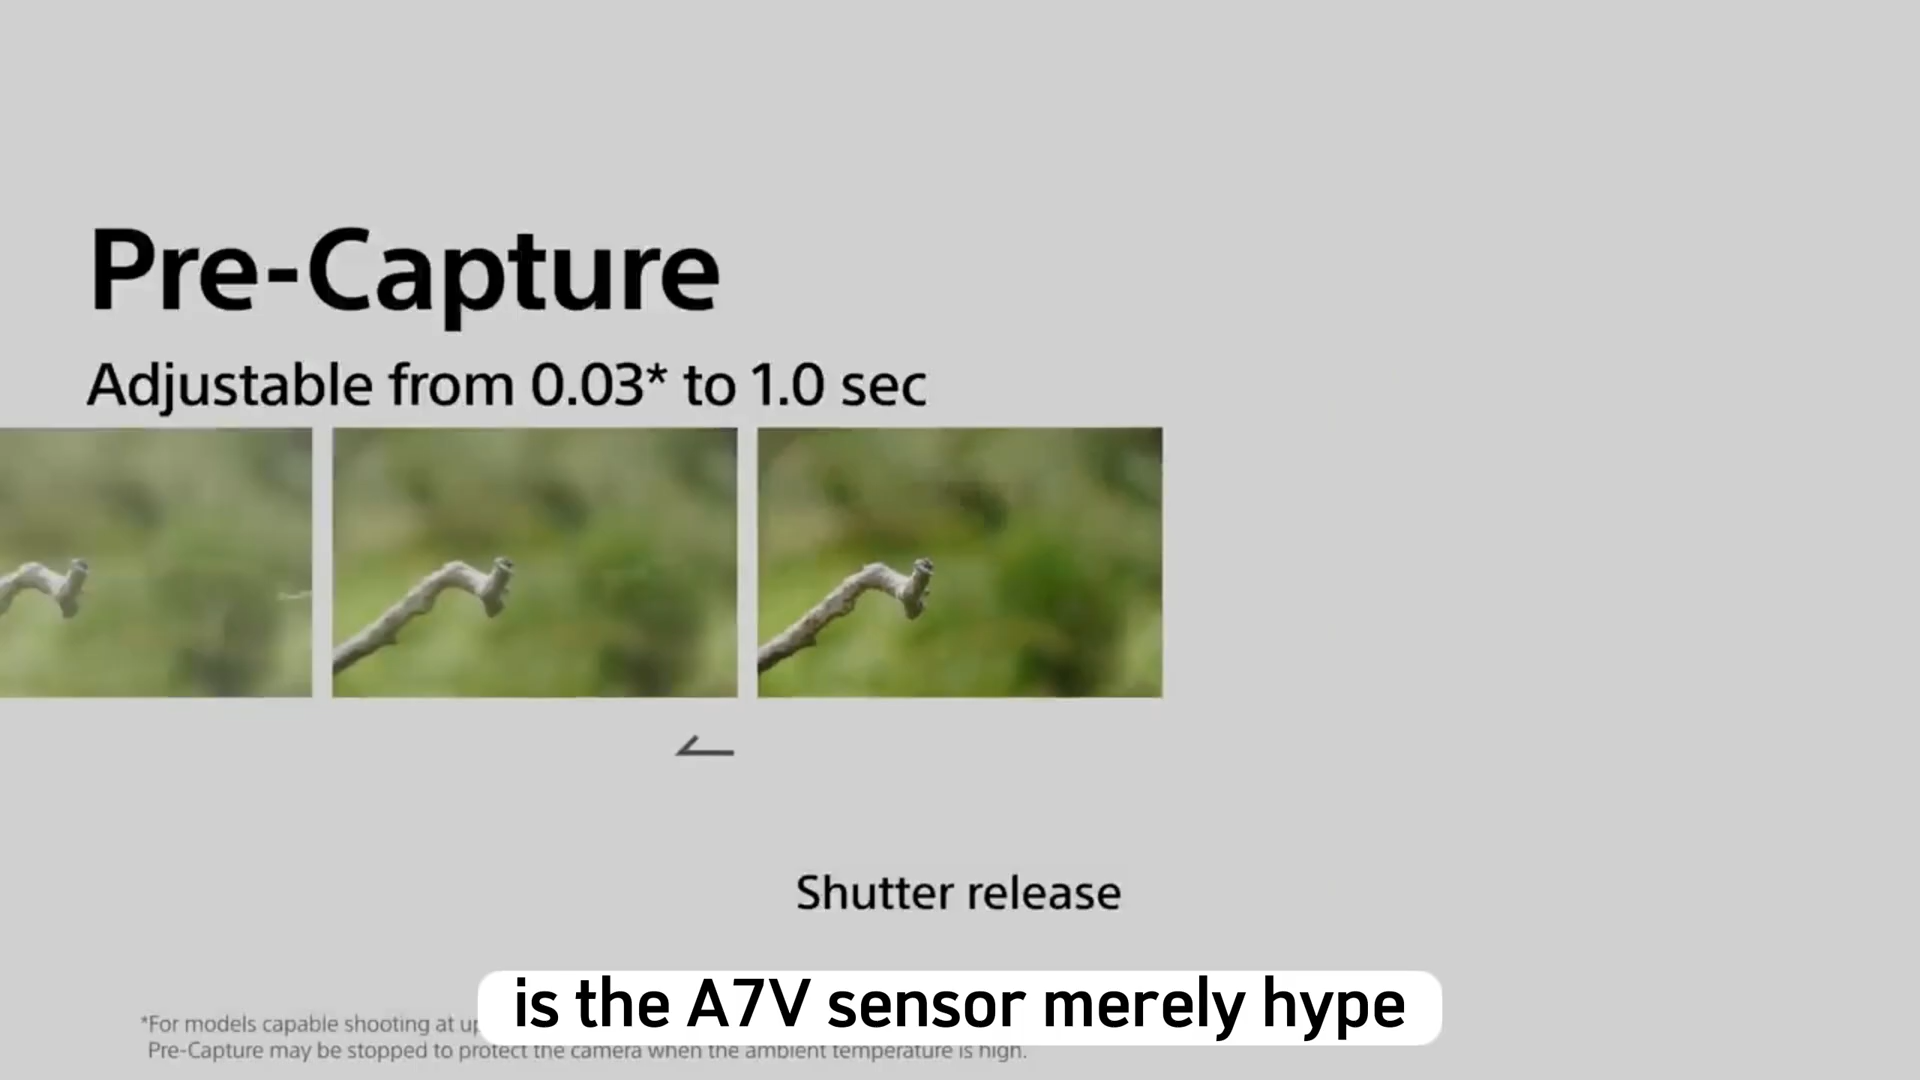 Pre-Capture
Adjustable from 0.03* to 1.0 sec
Shutter release
is the A7V sensor merely hype
*For models capable shooting at up
Pre-Capture may be stopped to protect the camera when the ambient temperature is high.